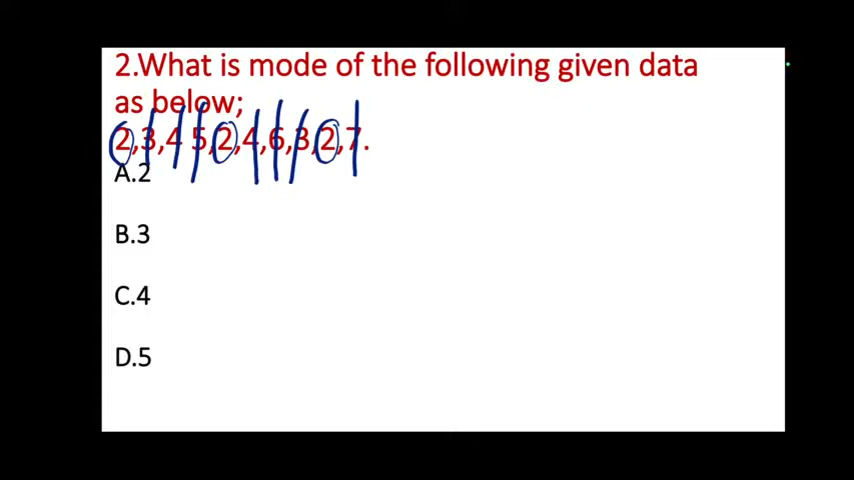 2.What is mode of the following given data
as below;
2,3,4 5,2,4,6,3,2,7.
A.2
B.3
C.4
D.5